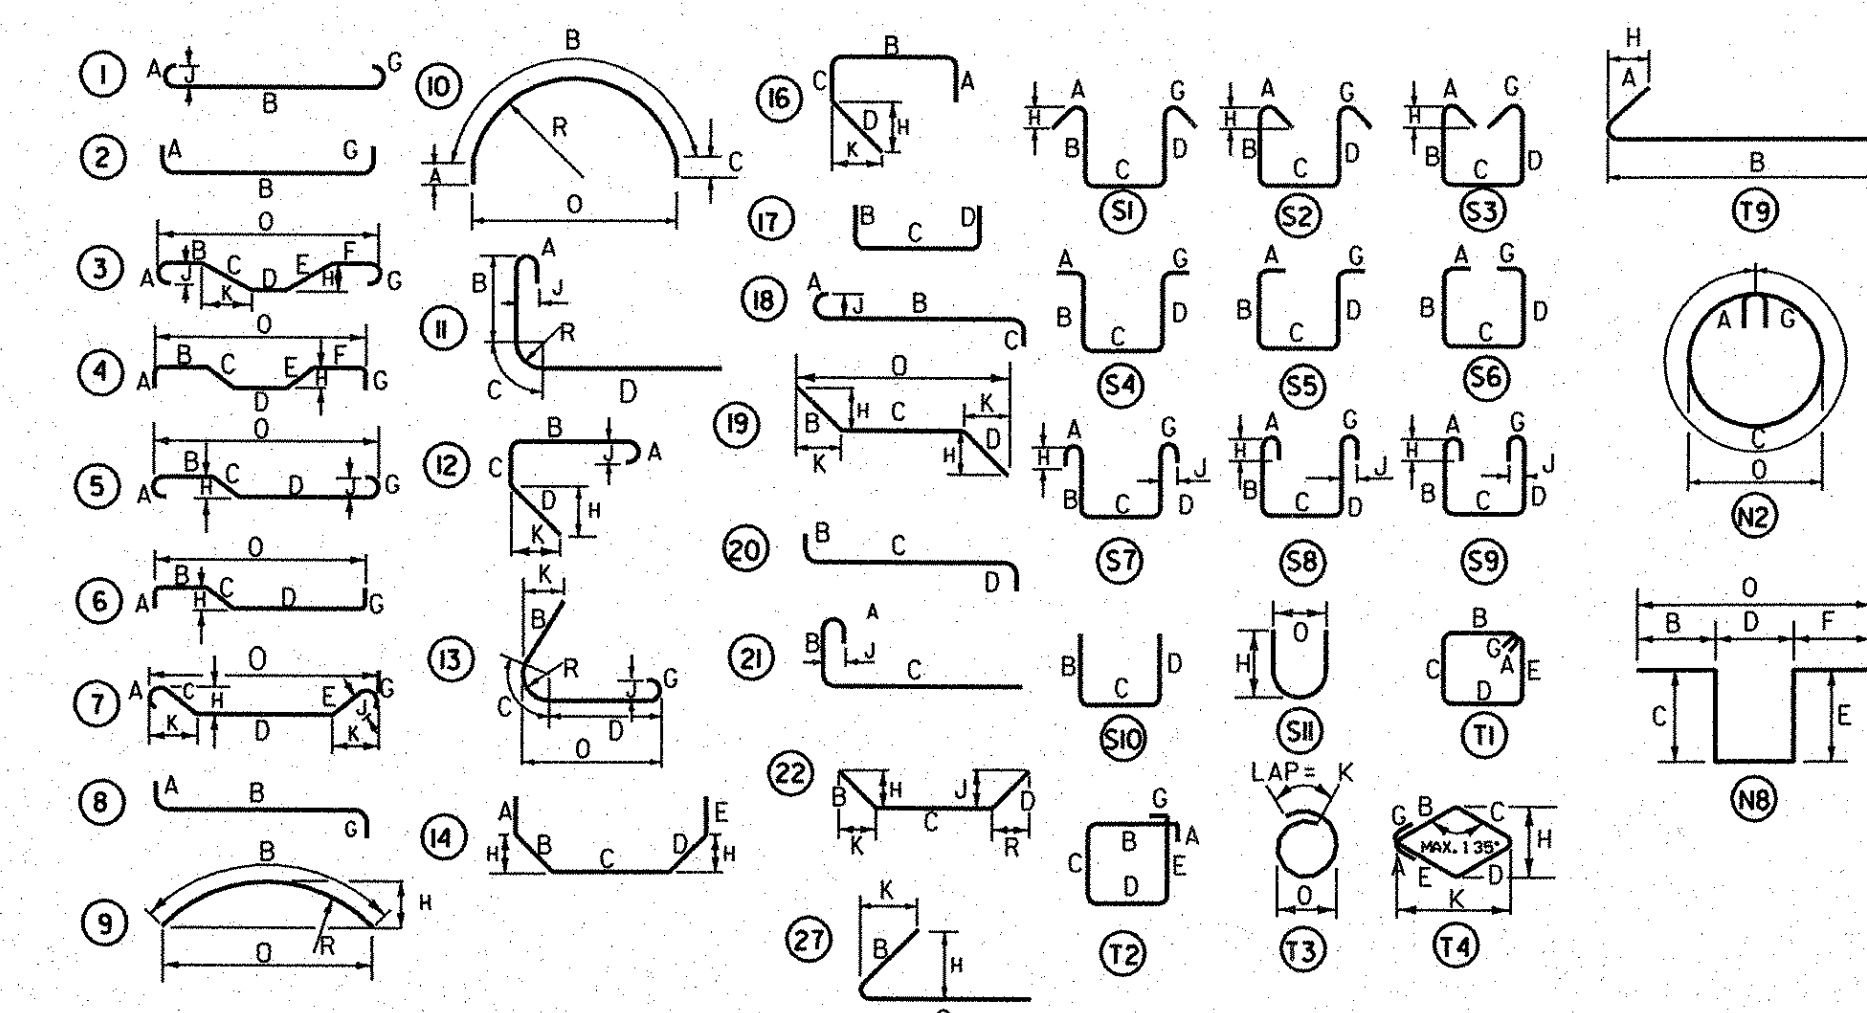 1 A J B G
2 A B G
3 O A J B C K D E H F G
4 O A B C D E H F G
5 O A B H C D J G
6 O A B H C D G
7 O A C H K D E J K G
8 A B G
9 B H R O
10 B R A C O
11 A B J R C D
12 B A J C D H K
13 K B R C J G D O
14 A E H B C D H
16 B C A D H K
17 B C D
18 A J B C
19 O B H C K D H K
20 B C D
21 A B J C
22 B H J D K C R
27 K B H
S1 A G H B C D
S2 A G H B C D
S3 A G H B C D
S4 A G B C D
S5 A G B C D
S6 A G B C D
S7 A G H J B C D
S8 A G H J B C D
S9 A G H J B C D
S10 B C D
S11 O H
T1 B G A C E D
T2 G A B C E D
T3 LAP= K O
T4 G B C H MAX.135° A E D K
T9 H A B
N2 A G C O
N8 O B D F C E